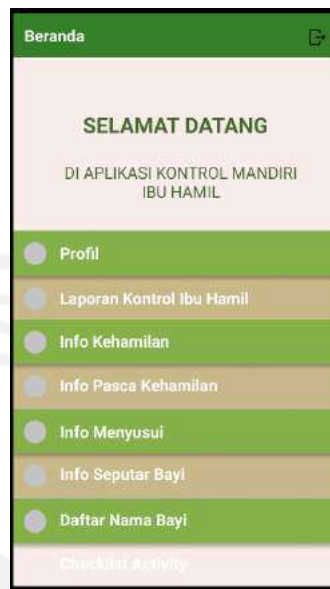 Beranda
SELAMAT DATANG
DI APLIKASI KONTROL MANDIRI
IBU HAMIL
Profil
Laporan Kontrol Ibu Hamil
Info Kehamilan
Info Pasca Kehamilan
Info Menyusui
Info Seputar Bayi
Daftar Nama Bayi
Checklist Activity